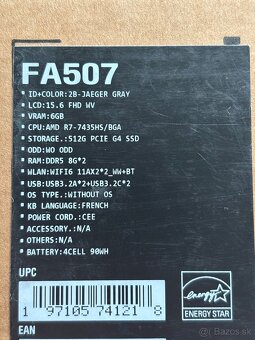 FA507
• ID+COLOR:2B-JAEGER GRAY
• LCD:15.6 FHD WV
• VRAM:6GB
• CPU:AMD R7-7435HS/BGA
• STORAGE.:512G PCIE G4 SSD
• ODD:WO ODD
• RAM:DDR5 8G*2
• WLAN:WIFI6 11AX2*2_WW+BT
• USB:USB3.2A*2+USB3.2C*2
• OS TYPE.:WITHOUT OS
• KB LANGUAGE:FRENCH
• POWER CORD.:CEE
• ACCESSORY.:N/A
• OTHERS:N/A
• BATTERY:4CELL 90WH
UPC
1 97105 74121 8
energy
ENERGY STAR
EAN
bazos.sk